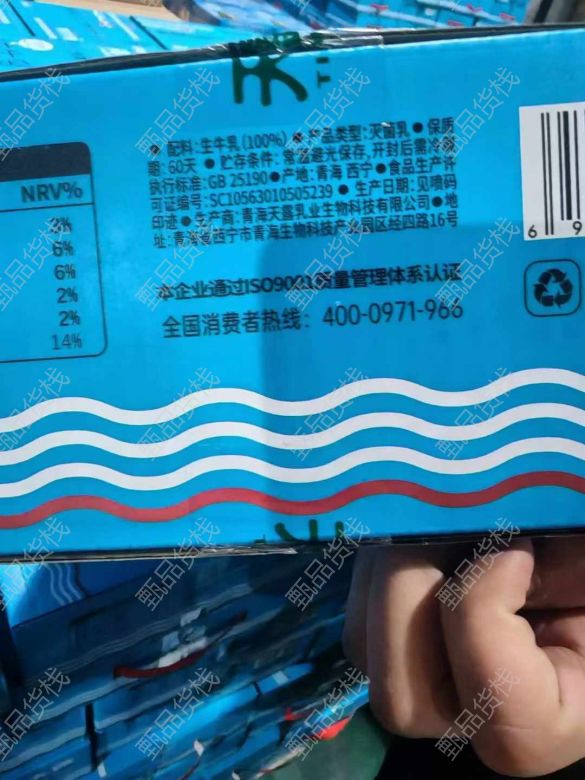 天
NRV%
3%
6%
6%
2%
2%
14%
●配料:生牛乳(100%)●产品类型:灭菌乳●保质
期:60天●贮存条件:常温避光保存,开封后需冷藏
执行标准:GB 25190●产地:青海 西宁●食品生产许
可证编号:SC10563010505239●生产日期:见喷码
印迹●生产商:青海天露乳业生物科技有限公司●地
址:青海省西宁市青海生物科技产业园区经四路16号
本企业通过ISO9001质量管理体系认证
全国消费者热线:400-0971-966
6 9
甄品货栈